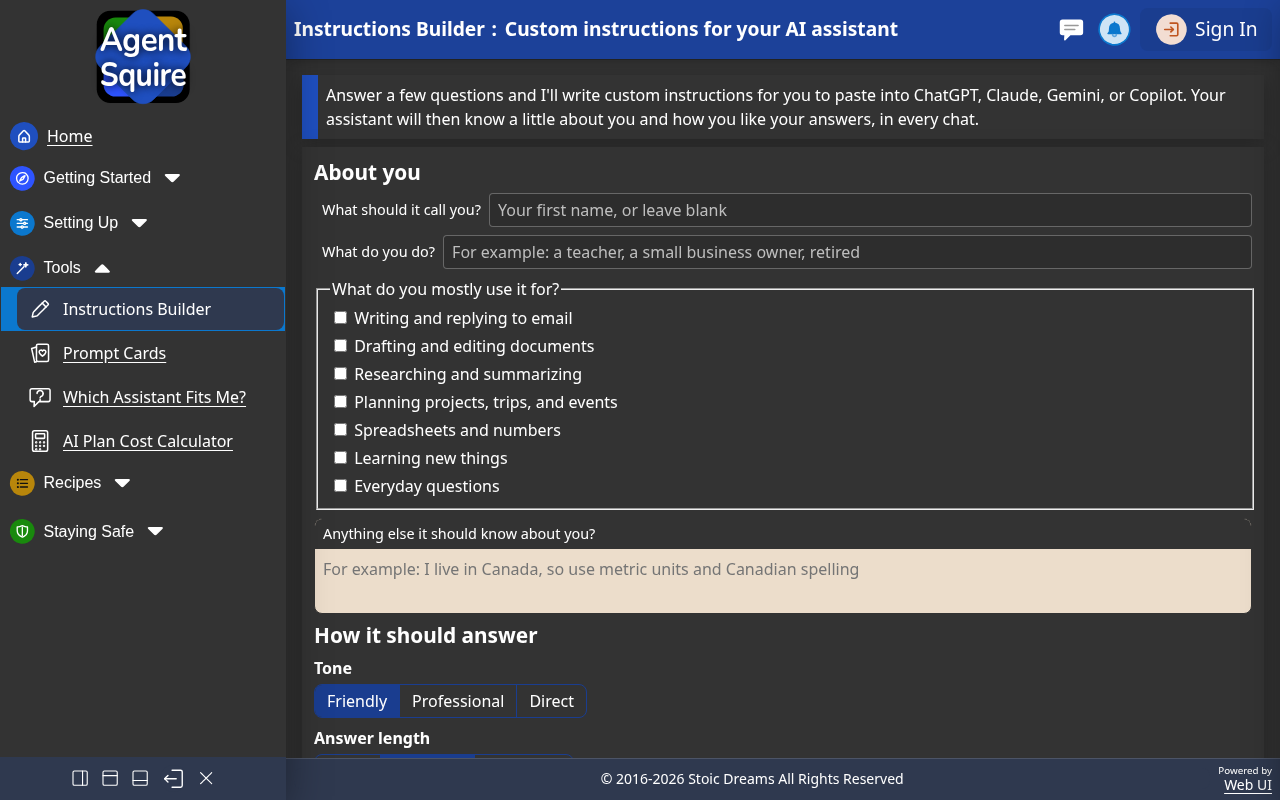 Agent
Squire
Home
Getting Started
Setting Up
Tools
Instructions Builder
Prompt Cards
Which Assistant Fits Me?
AI Plan Cost Calculator
Recipes
Staying Safe
Instructions Builder : Custom instructions for your AI assistant
Sign In
Answer a few questions and I'll write custom instructions for you to paste into ChatGPT, Claude, Gemini, or Copilot. Your
assistant will then know a little about you and how you like your answers, in every chat.
About you
What should it call you? Your first name, or leave blank
What do you do? For example: a teacher, a small business owner, retired
What do you mostly use it for?
Writing and replying to email
Drafting and editing documents
Researching and summarizing
Planning projects, trips, and events
Spreadsheets and numbers
Learning new things
Everyday questions
Anything else it should know about you?
For example: I live in Canada, so use metric units and Canadian spelling
How it should answer
Tone
Friendly Professional Direct
Answer length
© 2016-2026 Stoic Dreams All Rights Reserved
Powered by
Web UI